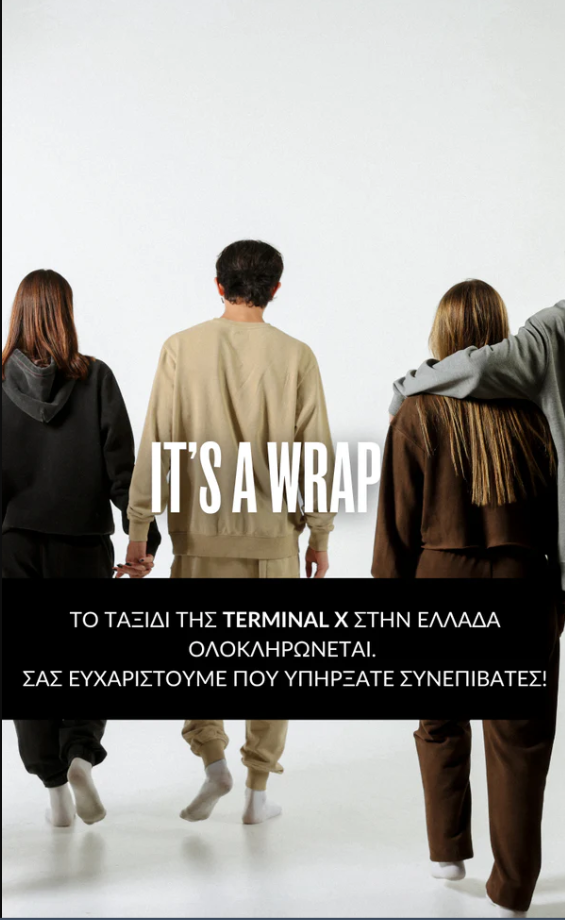 IT'S A WRAP
ΤΟ ΤΑΞΙΔΙ ΤΗΣ TERMINAL X ΣΤΗΝ ΕΛΛΑΔΑ
ΟΛΟΚΛΗΡΩΝΕΤΑΙ.
ΣΑΣ ΕΥΧΑΡΙΣΤΟΥΜΕ ΠΟΥ ΥΠΗΡΞΑΤΕ ΣΥΝΕΠΙΒΑΤΕΣ!